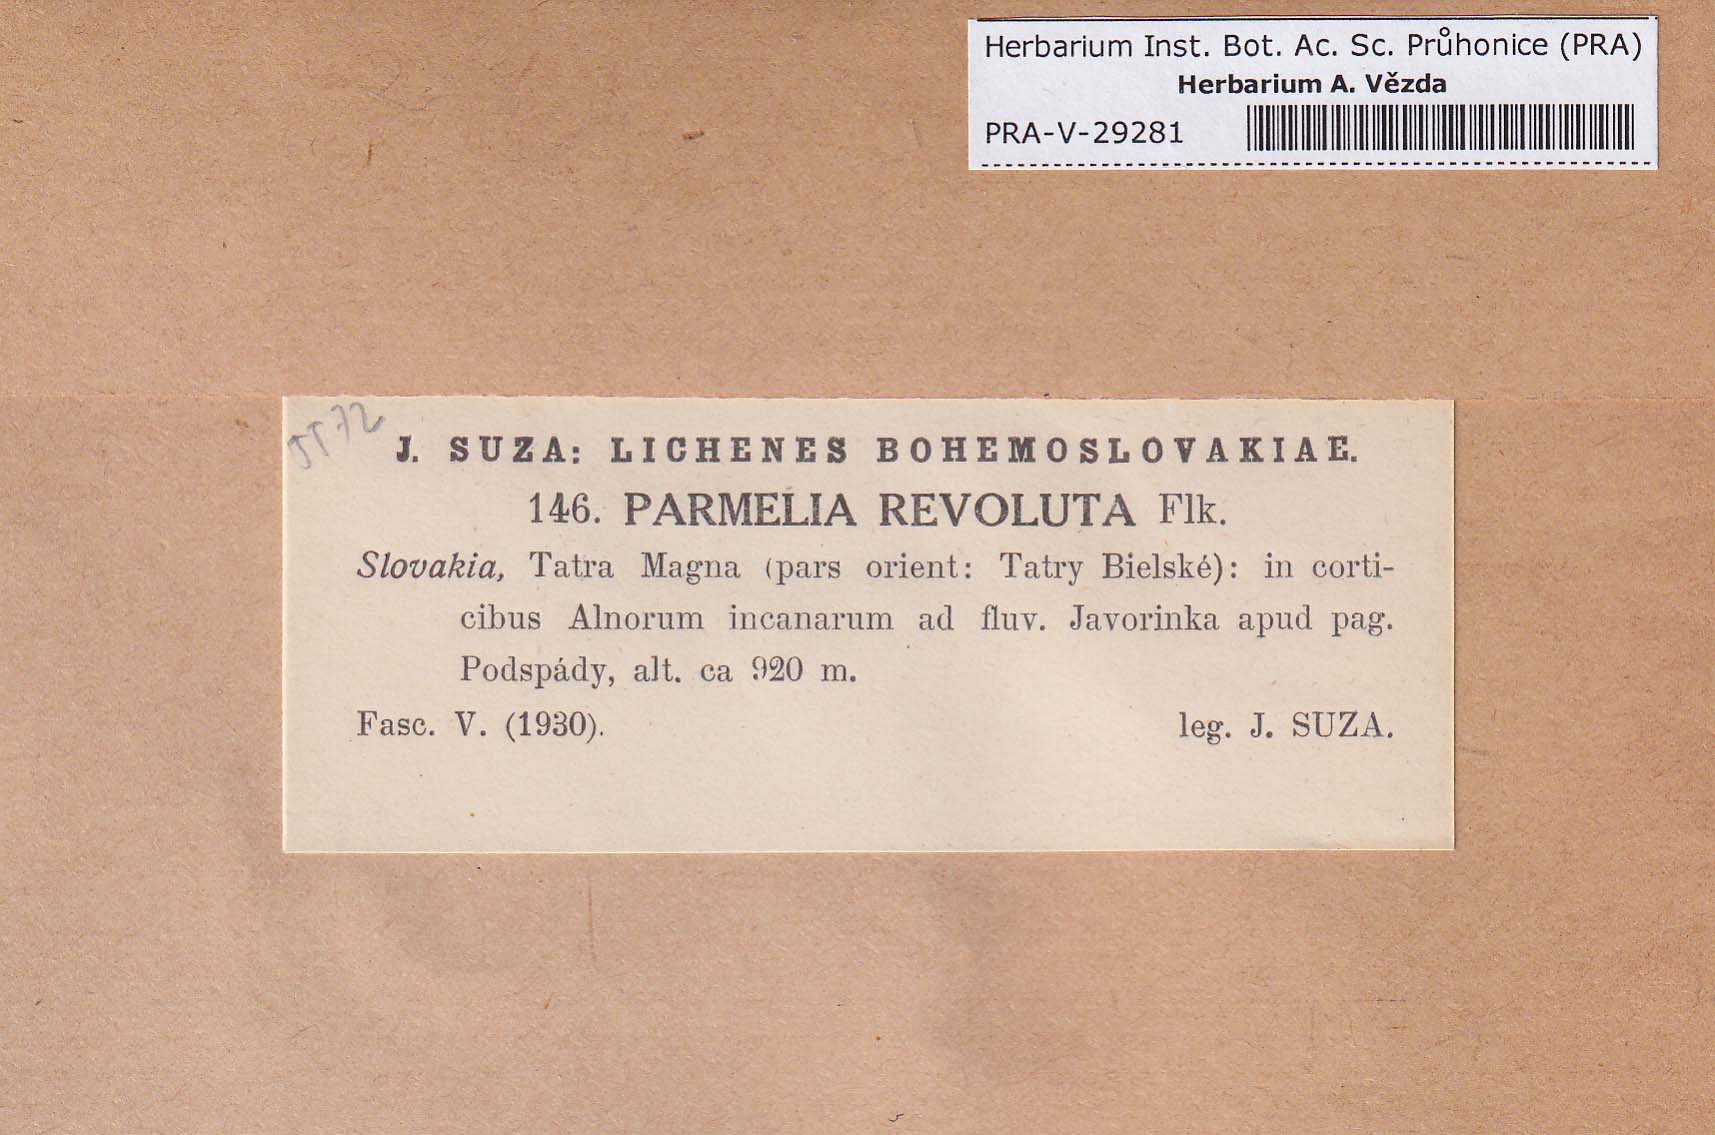 Herbarium Inst. Bot. Ac. Sc. Průhonice (PRA)
Herbarium A. Vězda
PRA-V-29281
5572
J. SUZA: LICHENES BOHEMOSLOVAKIAE.
146. PARMELIA REVOLUTA Flk.
Slovakia, Tatra Magna (pars orient: Tatry Bielské): in corti-
cibus Alnorum incanarum ad fluv. Javorinka apud pag.
Podspády, alt. ca 920 m.
Fasc. V. (1930). leg. J. SUZA.